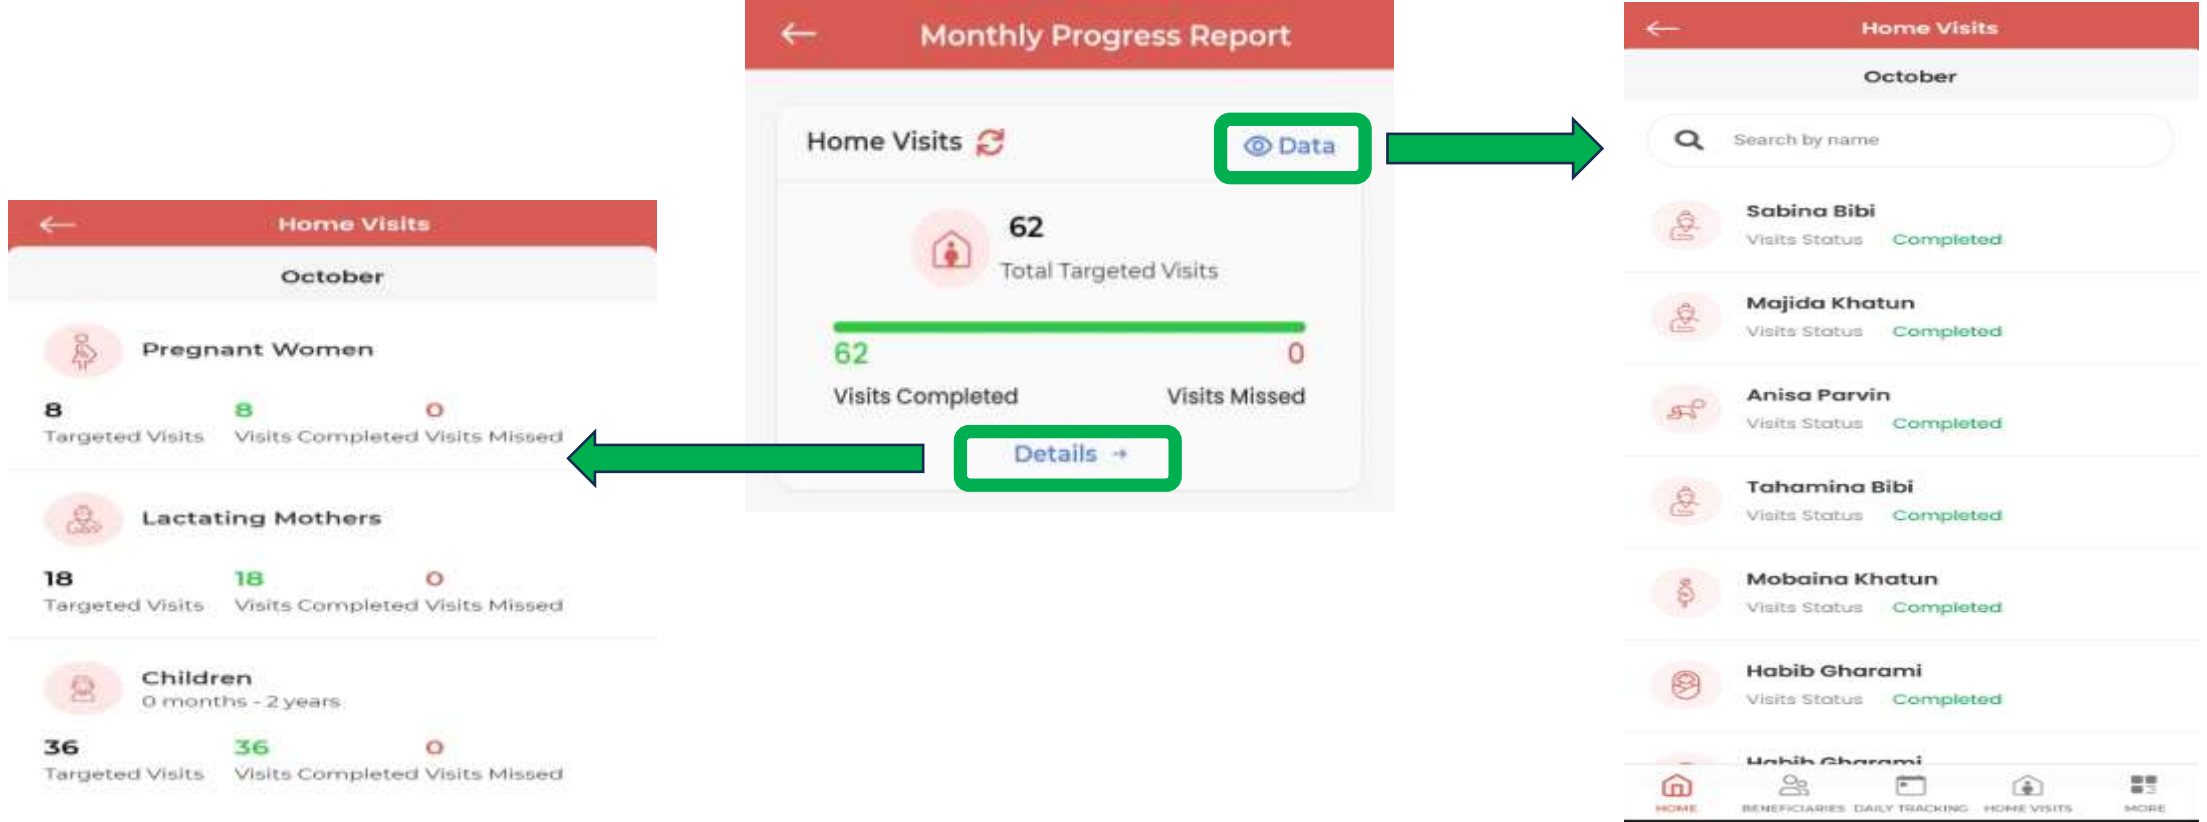 Home Visits
October
Pregnant Women
8 8 0
Targeted Visits Visits Completed Visits Missed
Lactating Mothers
18 18 0
Targeted Visits Visits Completed Visits Missed
Children
0 months - 2 years
36 36 0
Targeted Visits Visits Completed Visits Missed
Monthly Progress Report
Home Visits Data
62
Total Targeted Visits
62 0
Visits Completed Visits Missed
Details →
Home Visits
October
Search by name
Sabina Bibi
Visits Status Completed
Majida Khatun
Visits Status Completed
Anisa Parvin
Visits Status Completed
Tahamina Bibi
Visits Status Completed
Mobaina Khatun
Visits Status Completed
Habib Gharami
Visits Status Completed
Habib Gharami
HOME BENEFICIARIES DAILY TRACKING HOME VISITS MORE